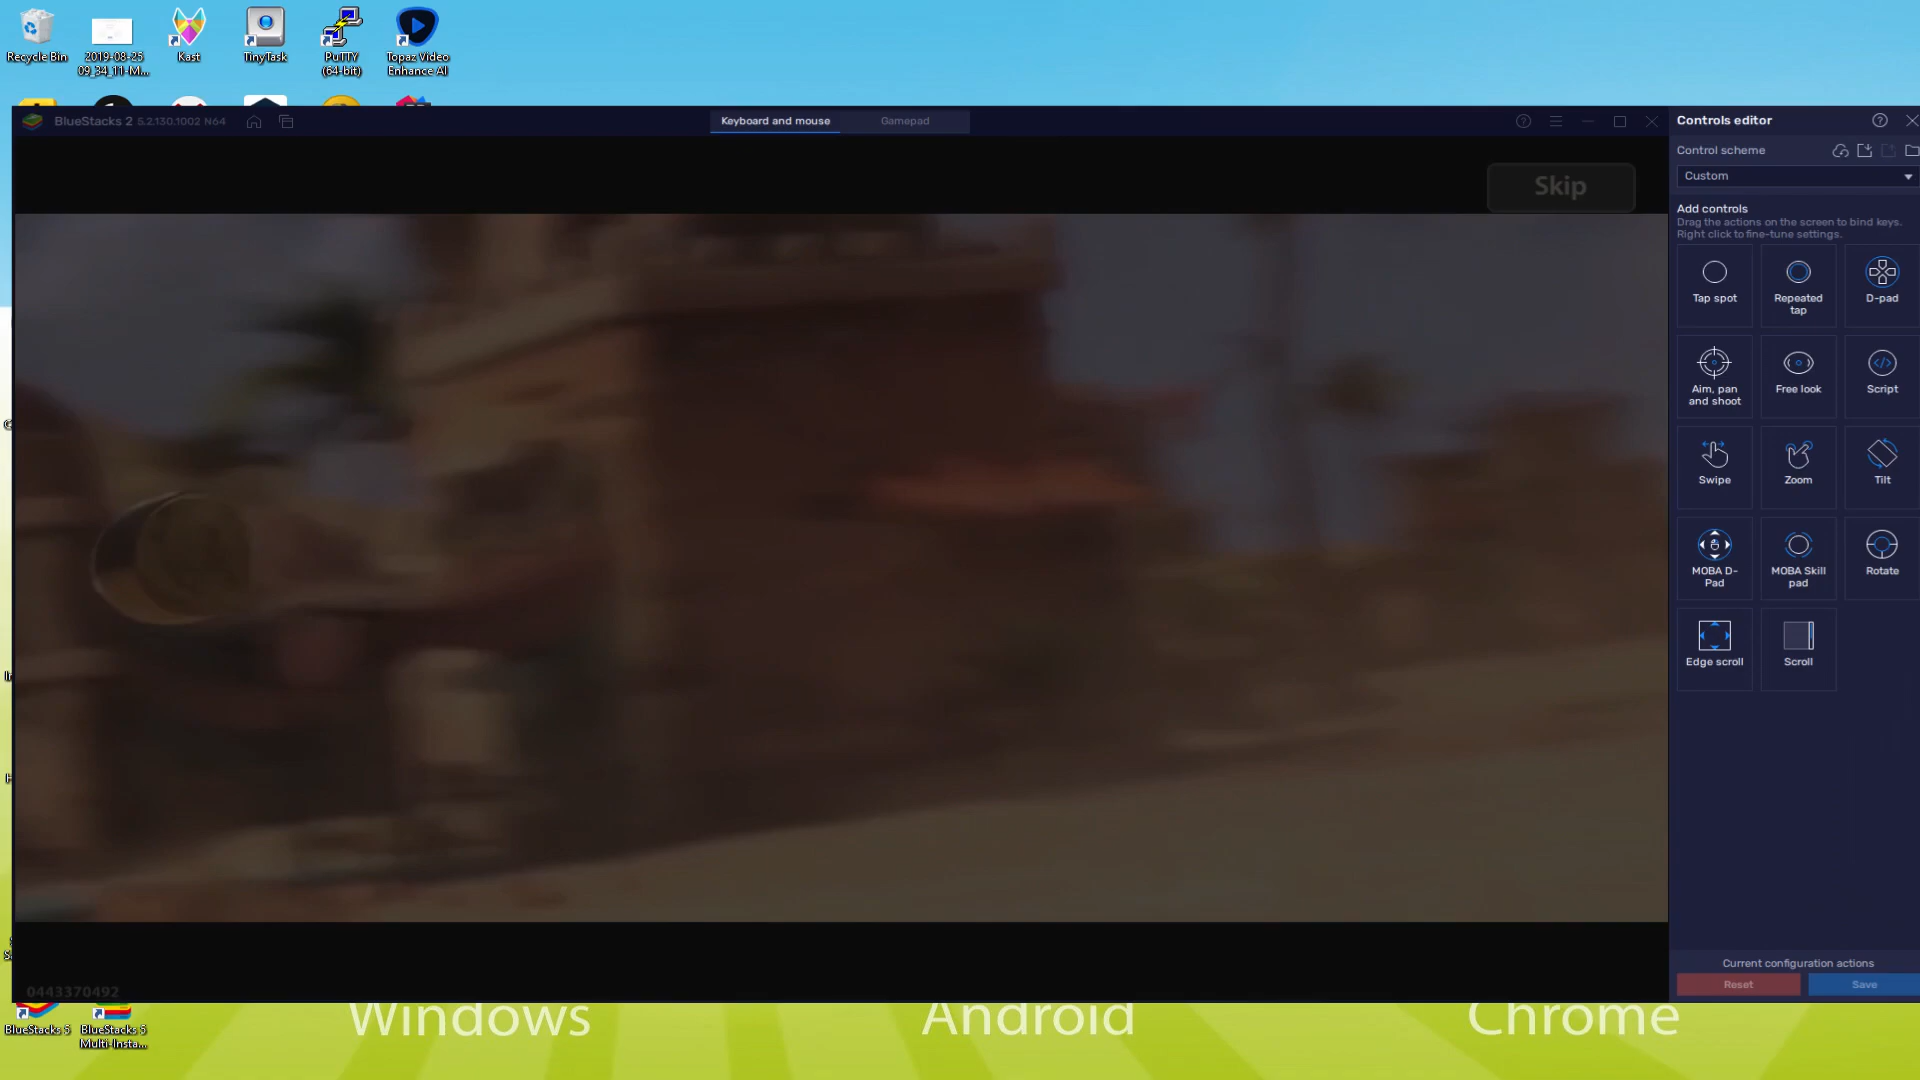 Recycle Bin
2019-08-25
09_34_11-M...
Kast
TinyTask
PuTTY
(64-bit)
Topaz Video
Enhance AI
BlueStacks 2 5.2.130.1002 N64
Keyboard and mouse
Gamepad
Controls editor
Control scheme
Custom
Skip
Add controls
Drag the actions on the screen to bind keys.
Right click to fine-tune settings.
Tap spot
Repeated
tap
D-pad
Aim, pan
and shoot
Free look
Script
Swipe
Zoom
Tilt
MOBA D-
Pad
MOBA Skill
pad
Rotate
Edge scroll
Scroll
Current configuration actions
Reset
Save
0443370492
BlueStacks 5
BlueStacks 5
Multi-Insta...
Windows
Android
Chrome